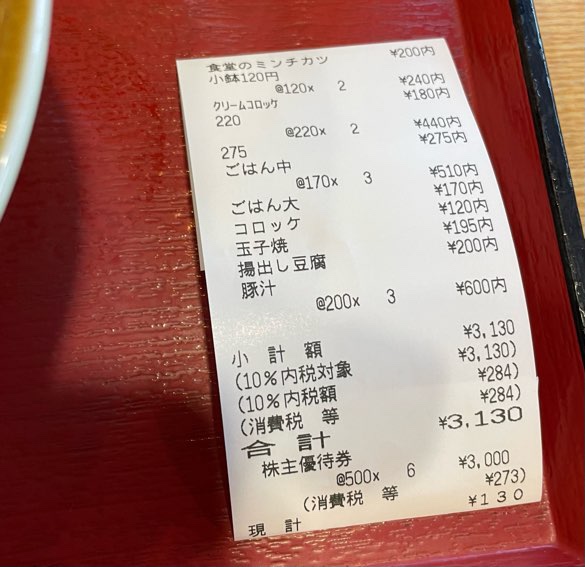 食堂のミンチカツ ¥200内
小鉢120円
@120x 2 ¥240内
クリームコロッケ ¥180内
220
@220x 2 ¥440内
275 ¥275内
ごはん中
@170x 3 ¥510内
ごはん大 ¥170内
コロッケ ¥120内
玉子焼 ¥195内
揚出し豆腐 ¥200内
豚汁
@200x 3 ¥600内
小 計 額 ¥3,130
(10%内税対象 ¥3,130)
(10%内税額 ¥284)
(消費税 等 ¥284)
合 計 ¥3,130
株主優待券
@500x 6 ¥3,000
(消費税 等 ¥273)
現 計 ¥130